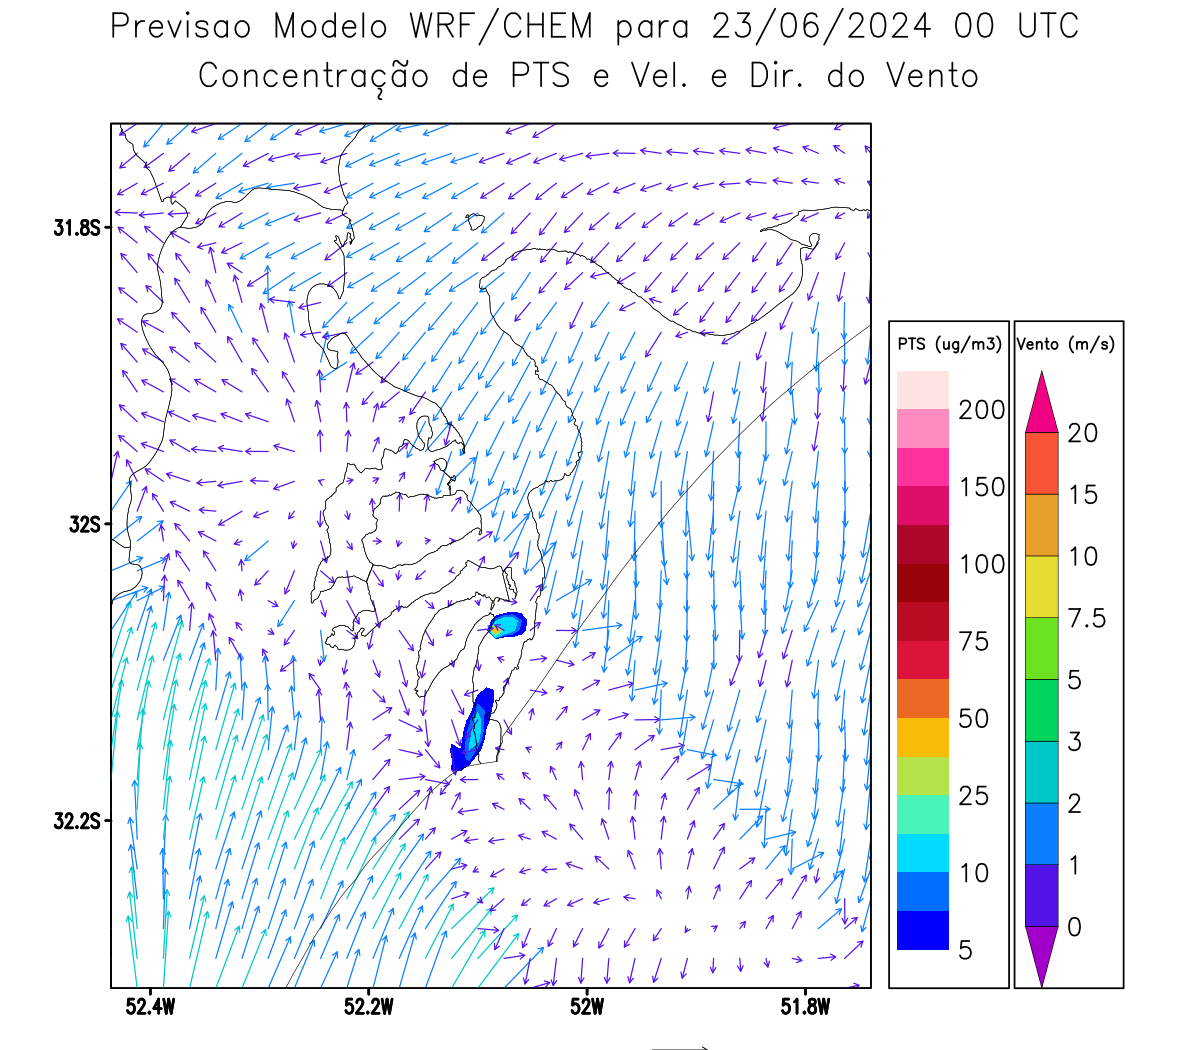 Previsao Modelo WRF/CHEM para 23/06/2024 00 UTC
Concentração de PTS e Vel. e Dir. do Vento
31.8S
32S
32.2S
52.4W
52.2W
52W
51.8W
PTS (ug/m3)
200
150
100
75
50
25
10
5
Vento (m/s)
20
15
10
7.5
5
3
2
1
0